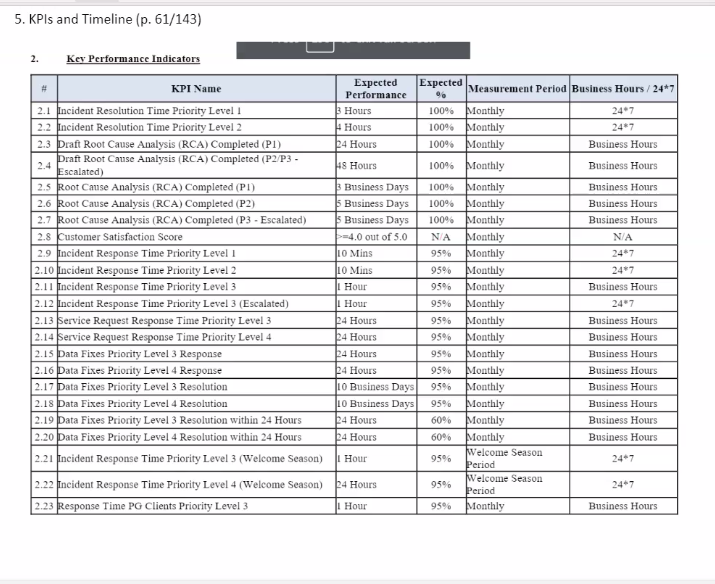 5. KPIs and Timeline (p. 61/143)
2. Key Performance Indicators
# KPI Name Expected Performance Expected % Measurement Period Business Hours / 24*7
2.1 Incident Resolution Time Priority Level 1 3 Hours 100% Monthly 24*7
2.2 Incident Resolution Time Priority Level 2 4 Hours 100% Monthly 24*7
2.3 Draft Root Cause Analysis (RCA) Completed (P1) 24 Hours 100% Monthly Business Hours
2.4 Draft Root Cause Analysis (RCA) Completed (P2/P3 - Escalated) 48 Hours 100% Monthly Business Hours
2.5 Root Cause Analysis (RCA) Completed (P1) 3 Business Days 100% Monthly Business Hours
2.6 Root Cause Analysis (RCA) Completed (P2) 5 Business Days 100% Monthly Business Hours
2.7 Root Cause Analysis (RCA) Completed (P3 - Escalated) 5 Business Days 100% Monthly Business Hours
2.8 Customer Satisfaction Score >=4.0 out of 5.0 N/A Monthly N/A
2.9 Incident Response Time Priority Level 1 10 Mins 95% Monthly 24*7
2.10 Incident Response Time Priority Level 2 10 Mins 95% Monthly 24*7
2.11 Incident Response Time Priority Level 3 1 Hour 95% Monthly Business Hours
2.12 Incident Response Time Priority Level 3 (Escalated) 1 Hour 95% Monthly 24*7
2.13 Service Request Response Time Priority Level 3 24 Hours 95% Monthly Business Hours
2.14 Service Request Response Time Priority Level 4 24 Hours 95% Monthly Business Hours
2.15 Data Fixes Priority Level 3 Response 24 Hours 95% Monthly Business Hours
2.16 Data Fixes Priority Level 4 Response 24 Hours 95% Monthly Business Hours
2.17 Data Fixes Priority Level 3 Resolution 10 Business Days 95% Monthly Business Hours
2.18 Data Fixes Priority Level 4 Resolution 10 Business Days 95% Monthly Business Hours
2.19 Data Fixes Priority Level 3 Resolution within 24 Hours 24 Hours 60% Monthly Business Hours
2.20 Data Fixes Priority Level 4 Resolution within 24 Hours 24 Hours 60% Monthly Business Hours
2.21 Incident Response Time Priority Level 3 (Welcome Season) 1 Hour 95% Welcome Season Period 24*7
2.22 Incident Response Time Priority Level 4 (Welcome Season) 24 Hours 95% Welcome Season Period 24*7
2.23 Response Time PG Clients Priority Level 3 1 Hour 95% Monthly Business Hours